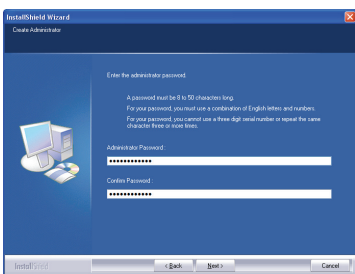 InstallShield Wizard
Create Administrator
Enter the administrator password.
A password must be 8 to 50 characters long.
For your password, you must use a combination of English letters and numbers.
For your password, you cannot use a three digit serial number or repeat the same
character three or more times.
Administrator Password :
••••••••••••
Confirm Password :
••••••••••••
InstallShield
< Back Next > Cancel